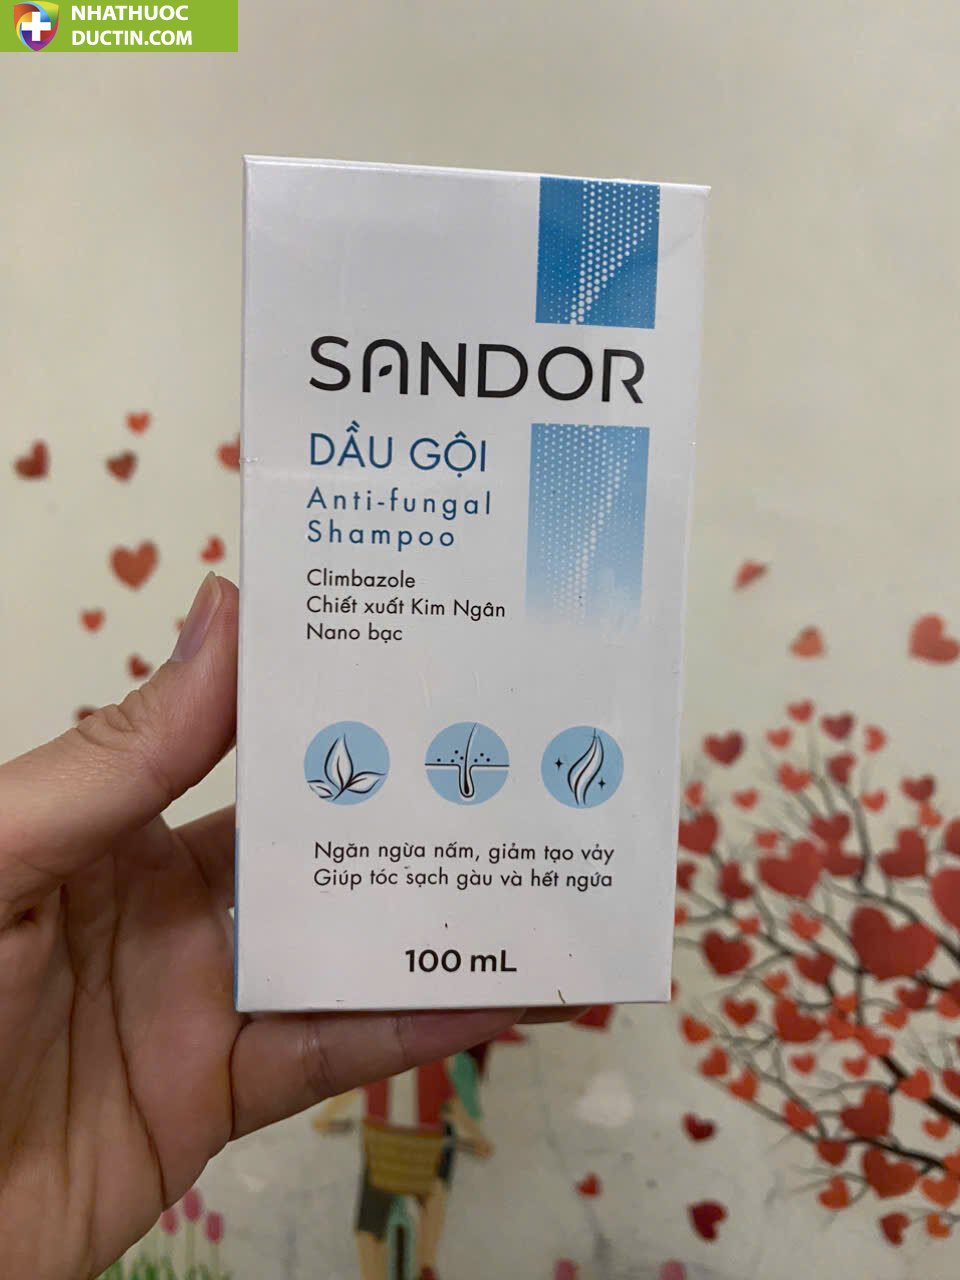 NHATHUOC
DUCTIN.COM
SANDOR
DẦU GỘI
Anti-fungal
Shampoo
Climbazole
Chiết xuất Kim Ngân
Nano bạc
Ngăn ngừa nấm, giảm tạo vảy
Giúp tóc sạch gàu và hết ngứa
100 mL